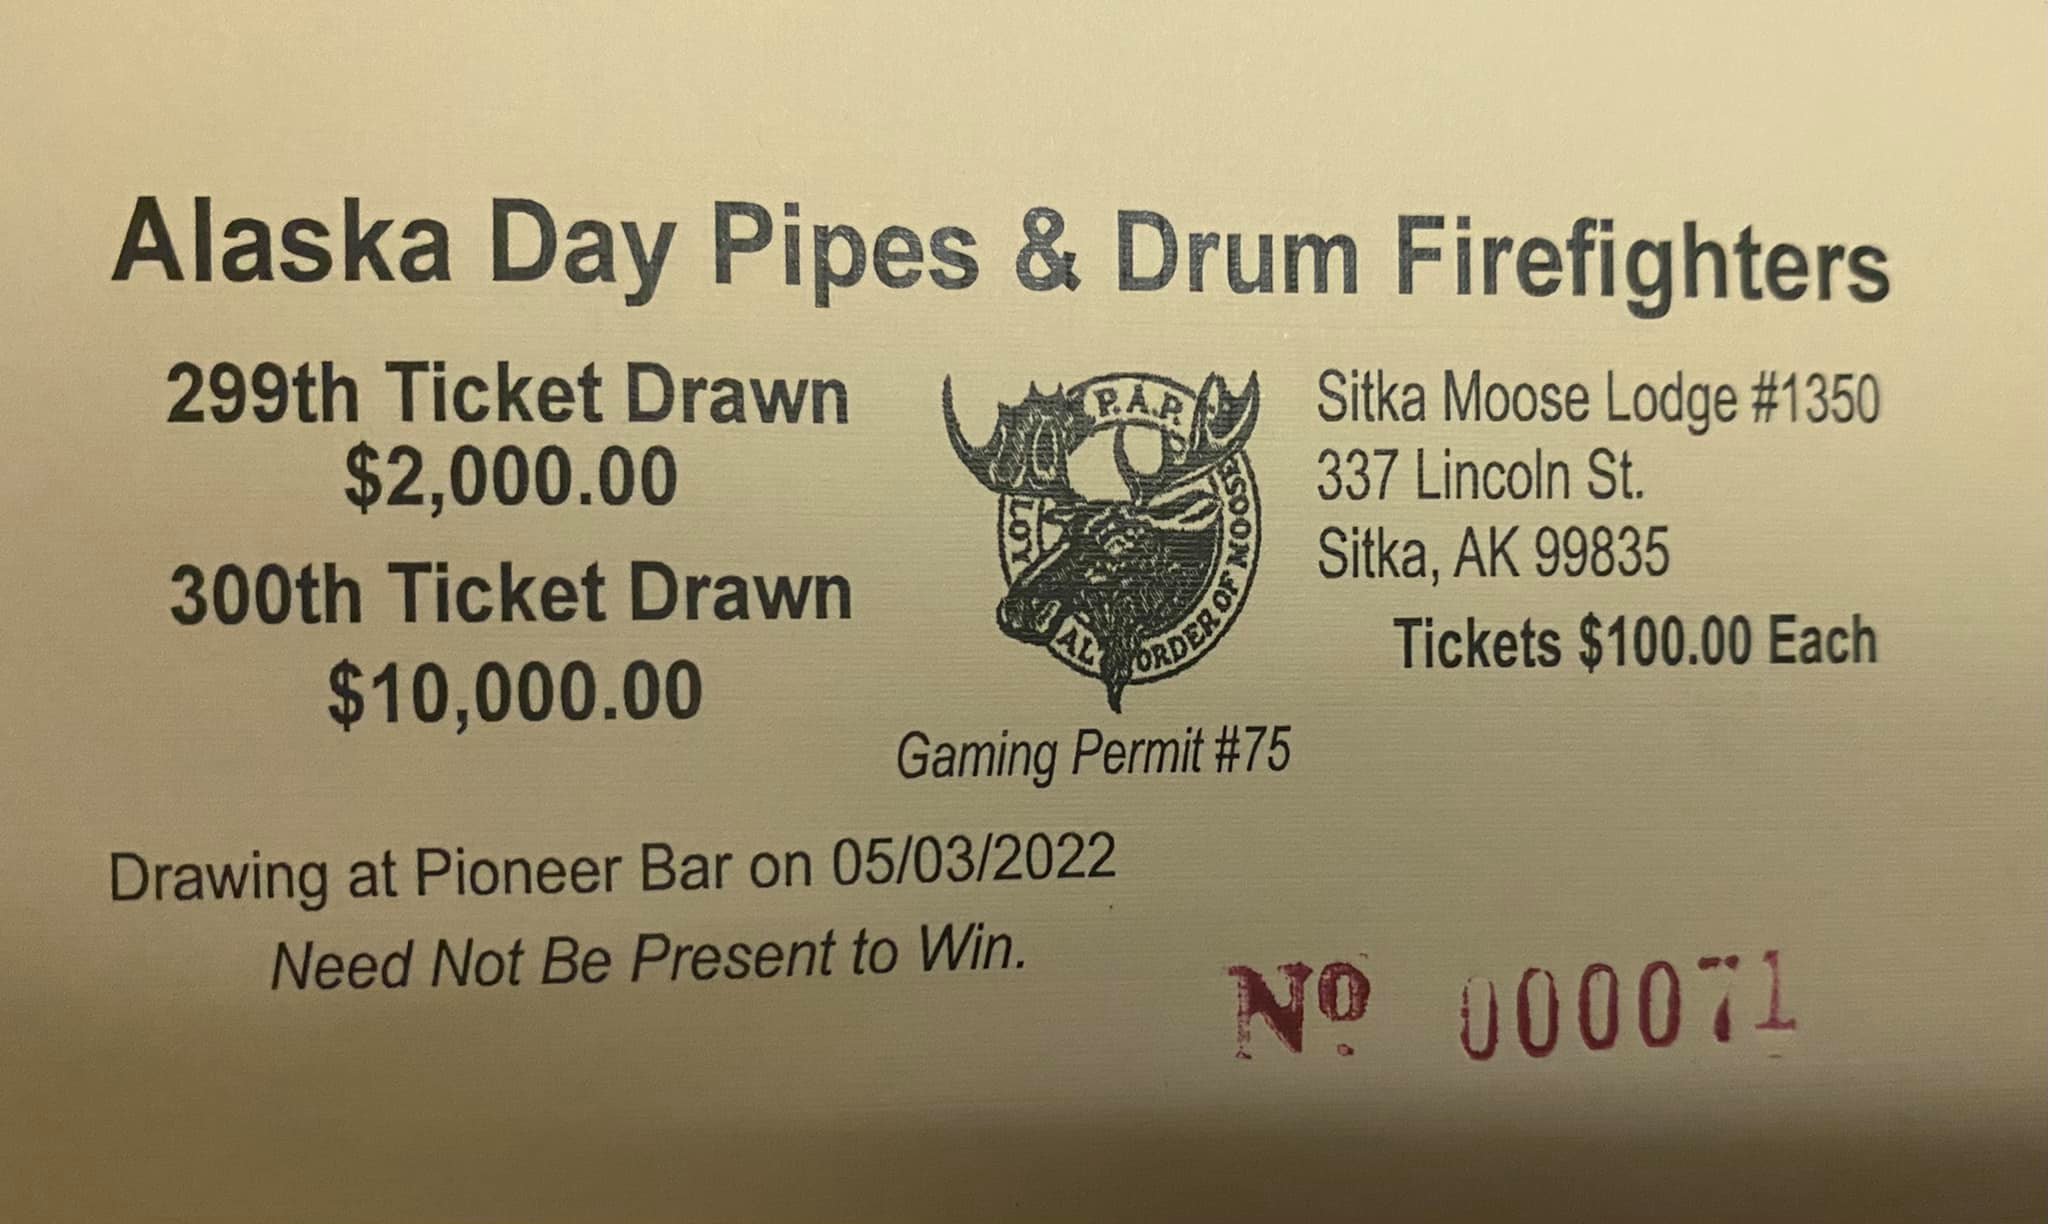 Alaska Day Pipes & Drum Firefighters
299th Ticket Drawn
$2,000.00
300th Ticket Drawn
$10,000.00
P.A.P.
LOYAL ORDER OF MOOSE
Gaming Permit #75
Sitka Moose Lodge #1350
337 Lincoln St.
Sitka, AK 99835
Tickets $100.00 Each
Drawing at Pioneer Bar on 05/03/2022
Need Not Be Present to Win.
No. 000071